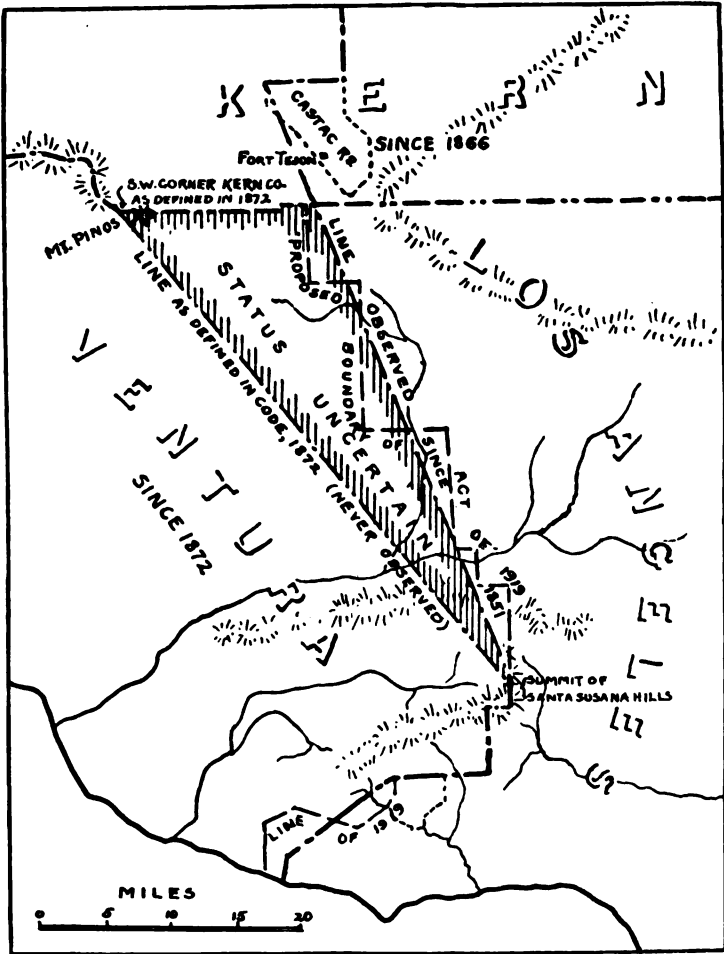 KERN
CASTAC RR
SINCE 1866
FORT TEJON
S.W. CORNER KERN CO.
AS DEFINED IN 1872
MT. PINOS
LOS ANGELES
LINE OBSERVED SINCE 1851
PROPOSED BOUNDARY OF ACT OF 1919
STATUS UNCERTAIN
LINE AS DEFINED IN CODE, 1872 (NEVER OBSERVED)
VENTURA
SINCE 1872
SUMMIT OF
SANTA SUSANA HILLS
LINE OF 1919
MILES
0 5 10 15 20